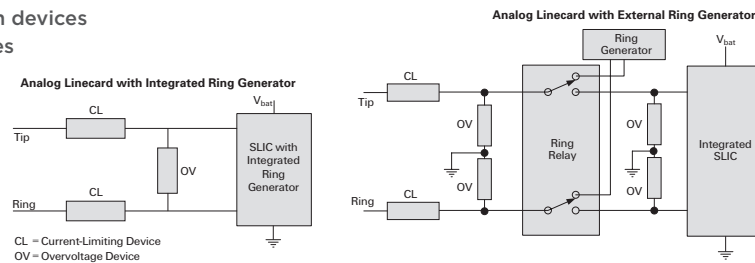 n devices
es
Analog Linecard with Integrated Ring Generator
Vbat
CL
Tip
OV
SLIC with
Integrated
Ring
Generator
CL
Ring
CL = Current-Limiting Device
OV = Overvoltage Device
Analog Linecard with External Ring Generator
Ring
Generator
Vbat
CL
Tip
OV
OV
Ring
Relay
Integrated
SLIC
OV
OV
CL
Ring